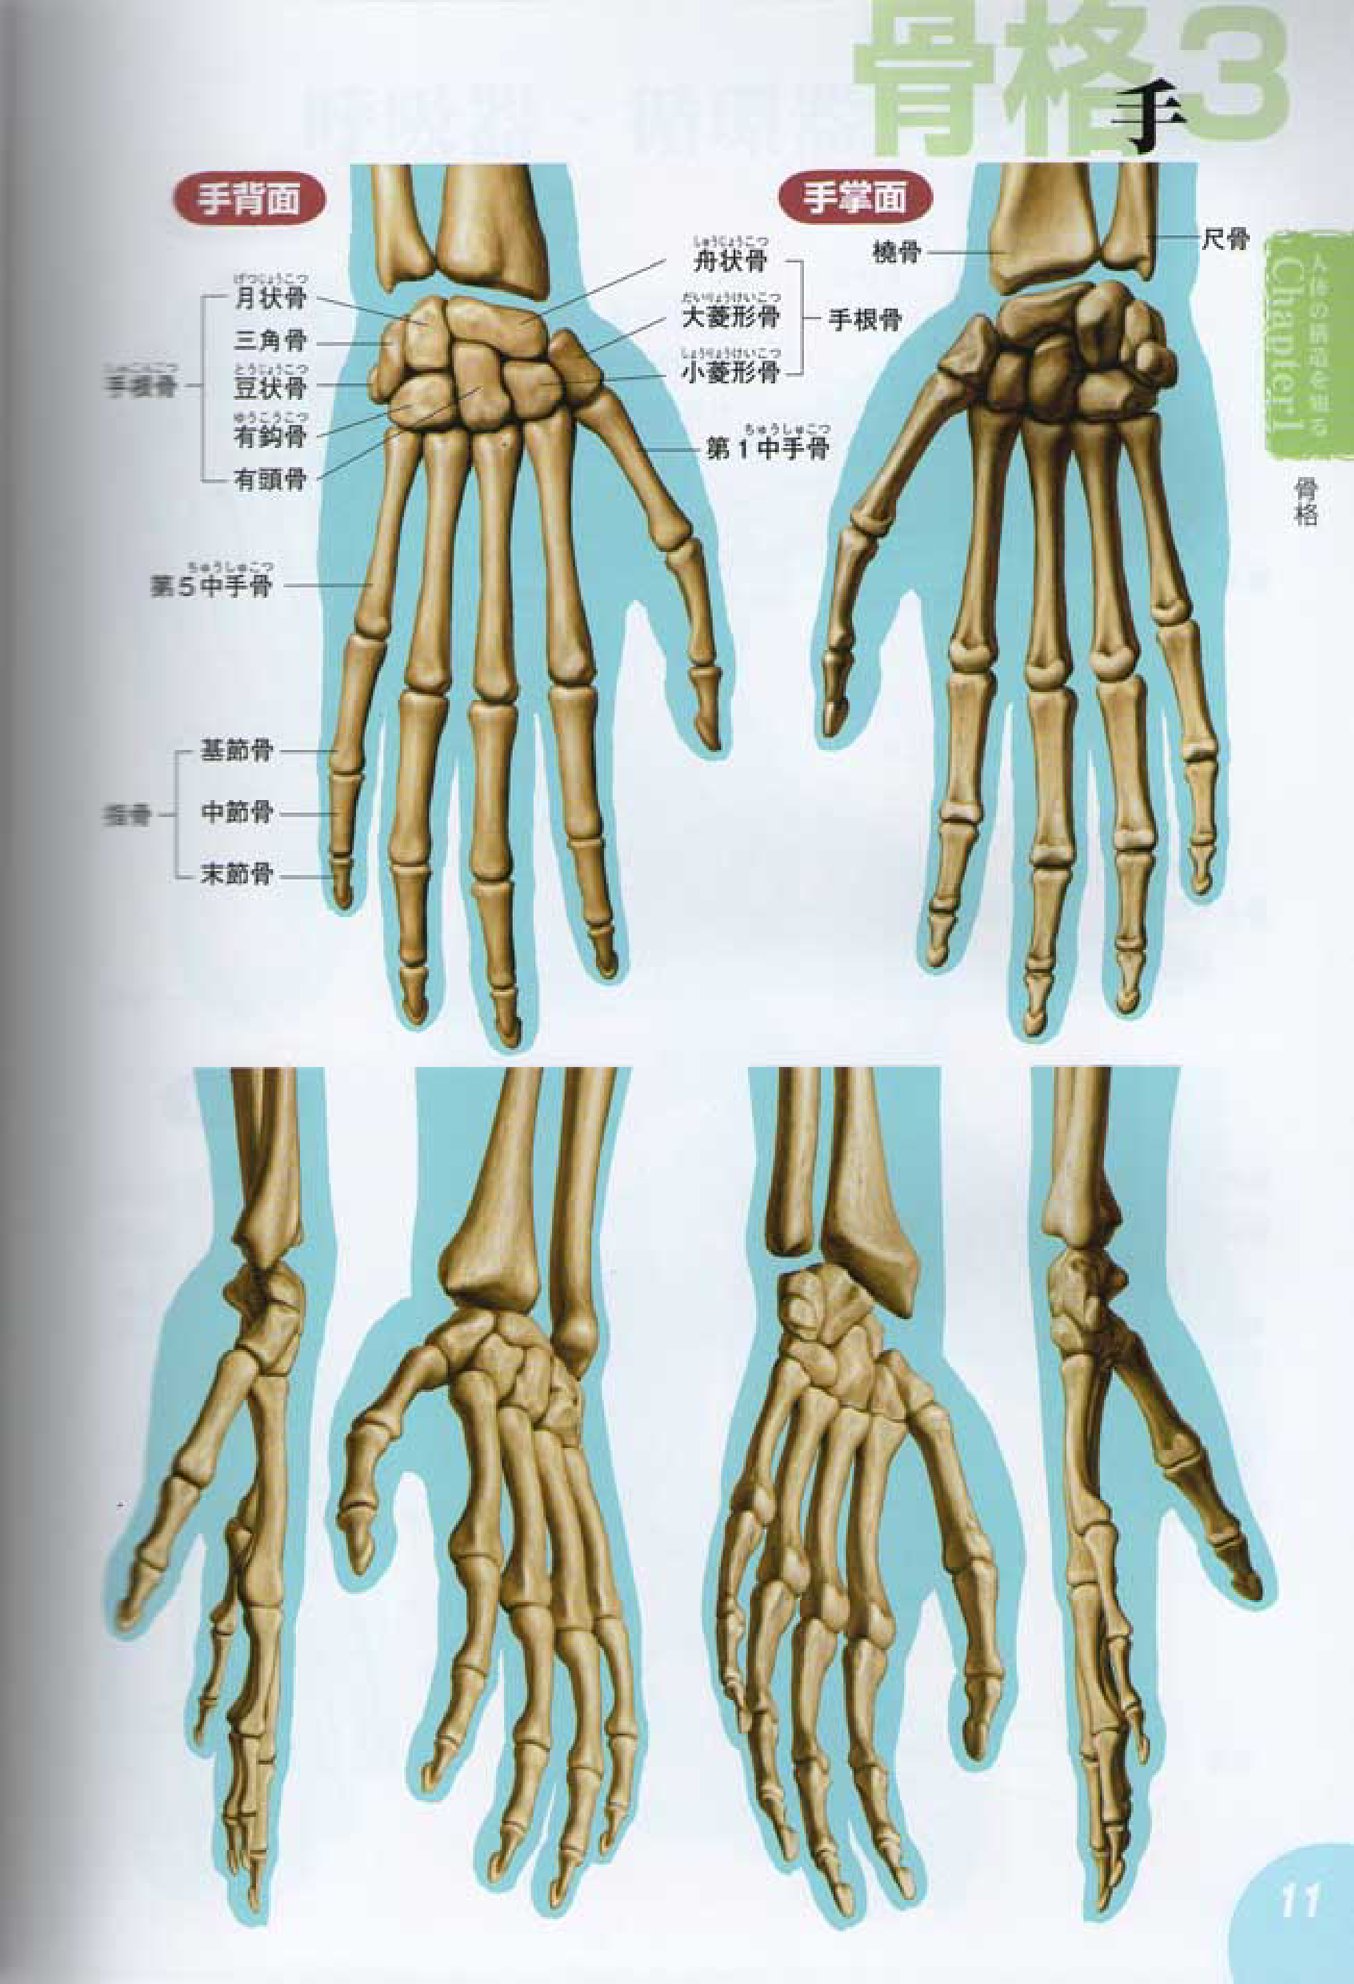 骨格3
手
手背面
手掌面
げつじょうこつ
月状骨
三角骨
とうじょうこつ
豆状骨
ゆうこうこつ
有鈎骨
有頭骨
しゅこんこつ
手根骨
ちゅうしゅこつ
第5中手骨
基節骨
中節骨
末節骨
指骨
しゅうじょうこつ
舟状骨
だいりょうけいこつ
大菱形骨
しょうりょうけいこつ
小菱形骨
手根骨
ちゅうしゅこつ
第1中手骨
橈骨
尺骨
人体の構造を知る
Chapter 1
骨格
11